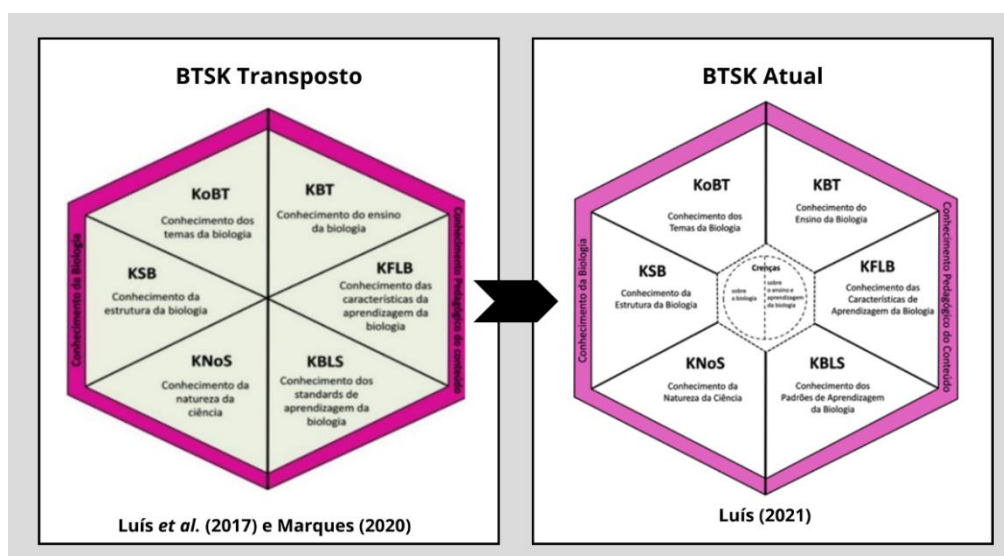 BTSK Transposto
KoBT
Conhecimento dos
temas da biologia
KBT
Conhecimento do ensino
da biologia
KSB
Conhecimento da
estrutura da biologia
KFLB
Conhecimento das
características da
aprendizagem da
biologia
KNoS
Conhecimento da
natureza da
ciência
KBLS
Conhecimento dos
standards de
aprendizagem da
biologia
Conhecimento da Biologia
Conhecimento Pedagógico do conteúdo
Luís et al. (2017) e Marques (2020)
BTSK Atual
KoBT
Conhecimento dos
Temas da Biologia
KBT
Conhecimento do
Ensino da Biologia
KSB
Conhecimento da
Estrutura da Biologia
Crenças
sobre
a biologia
sobre
o ensino e
aprendizagem
da biologia
KFLB
Conhecimento das
Características de
Aprendizagem da Biologia
KNoS
Conhecimento da
Natureza da Ciência
KBLS
Conhecimento dos
Padrões de Aprendizagem
da Biologia
Conhecimento da Biologia
Conhecimento Pedagógico do Conteúdo
Luís (2021)